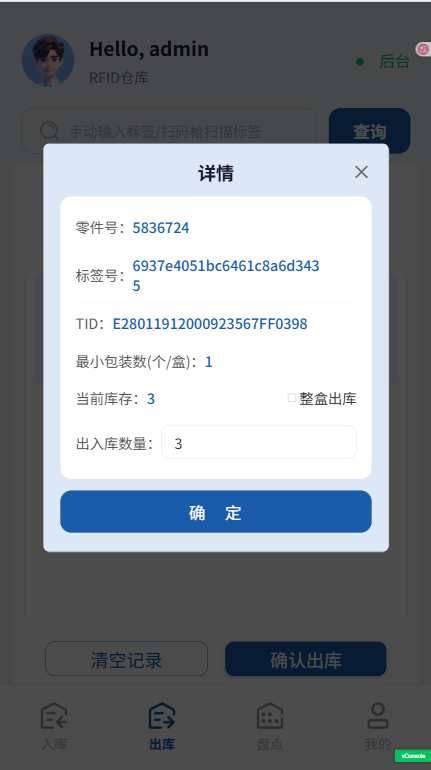 Hello, admin
RFID仓库
后台
手动输入标签/扫码枪扫描标签
查询
详情
零件号：5836724
标签号：6937e4051bc6461c8a6d343
5
TID：E28011912000923567FF0398
最小包装数(个/盒)：1
当前库存：3
整盒出库
出入库数量：3
确 定
清空记录
确认出库
入库
出库
盘点
我的
vConsole